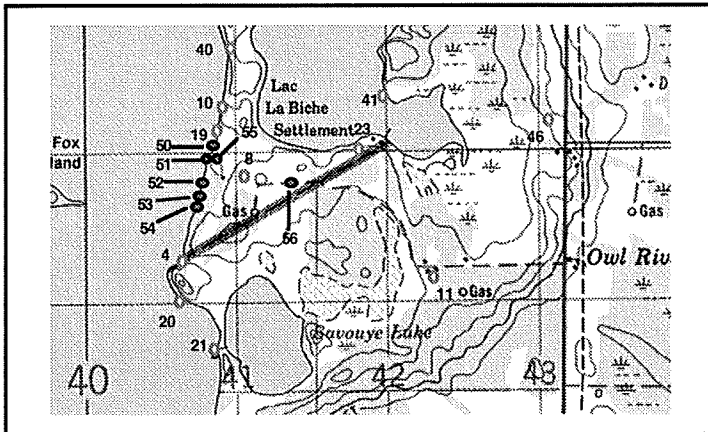 40
Lac
La Biche
Settlement
10
41
D
19
23
46
50
55
Fox
land
51
8
52
53
Gas
Gas
54
56
4
Owl Riv
11
Gas
20
Savouye Lake
21
40
41
42
43